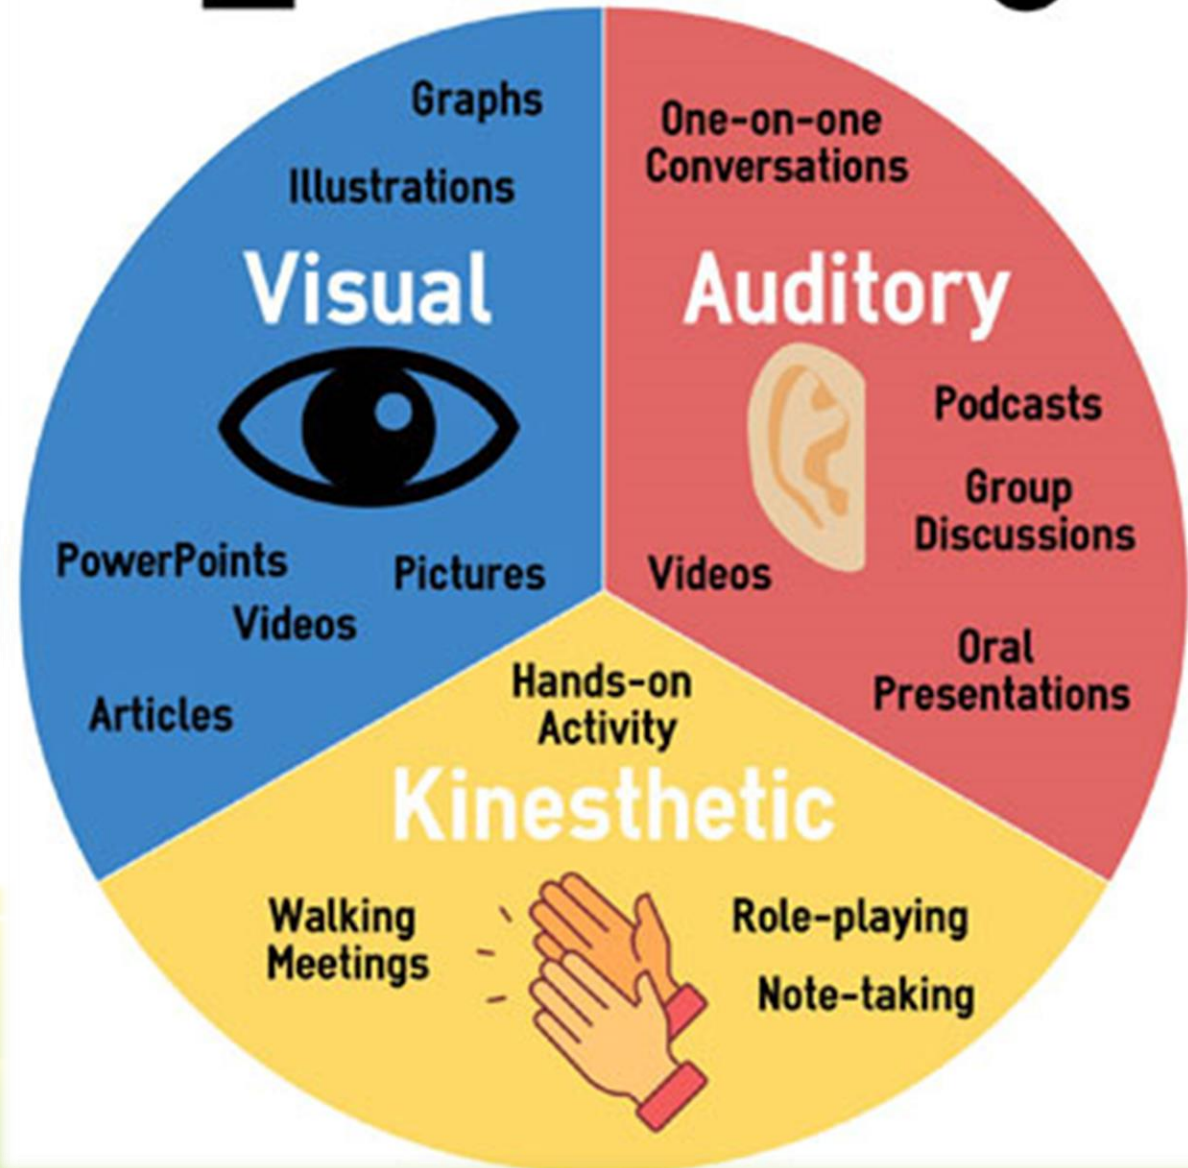 Graphs
Illustrations
Visual
PowerPoints
Pictures
Videos
Articles
One-on-one
Conversations
Auditory
Podcasts
Group
Discussions
Videos
Oral
Presentations
Hands-on
Activity
Kinesthetic
Walking
Meetings
Role-playing
Note-taking